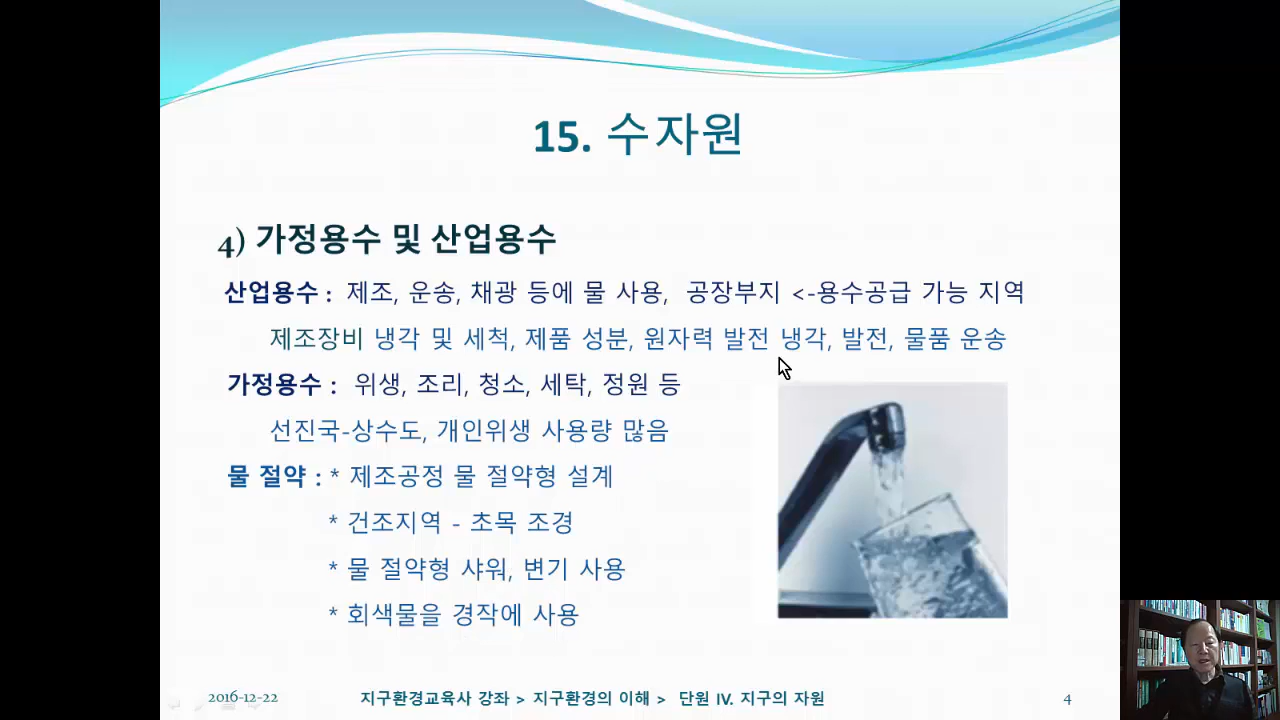 15. 수자원
4) 가정용수 및 산업용수
산업용수 : 제조, 운송, 채광 등에 물 사용, 공장부지 <-용수공급 가능 지역
제조장비 냉각 및 세척, 제품 성분, 원자력 발전 냉각, 발전, 물품 운송
가정용수 : 위생, 조리, 청소, 세탁, 정원 등
선진국-상수도, 개인위생 사용량 많음
물 절약 : * 제조공정 물 절약형 설계
* 건조지역 - 초목 조경
* 물 절약형 샤워, 변기 사용
* 회색물을 경작에 사용
2016-12-22 지구환경교육사 강좌 > 지구환경의 이해 > 단원 IV. 지구의 자원 4